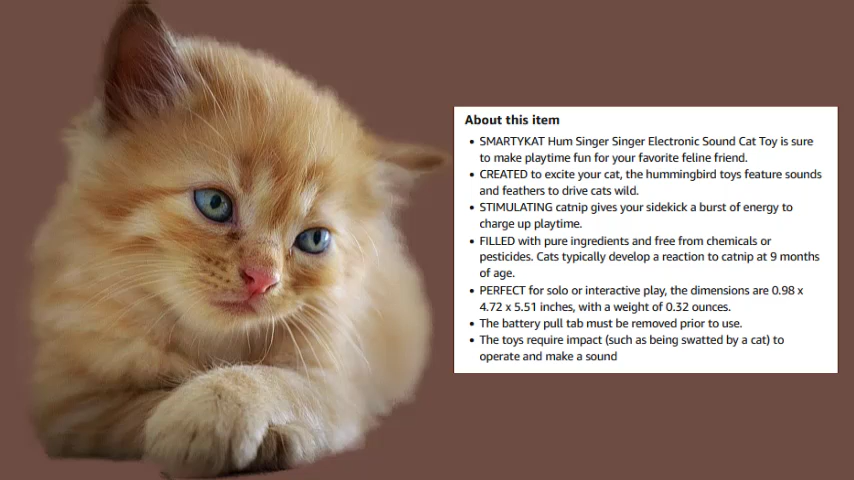 About this item
• SMARTYKAT Hum Singer Singer Electronic Sound Cat Toy is sure
to make playtime fun for your favorite feline friend.
• CREATED to excite your cat, the hummingbird toys feature sounds
and feathers to drive cats wild.
• STIMULATING catnip gives your sidekick a burst of energy to
charge up playtime.
• FILLED with pure ingredients and free from chemicals or
pesticides. Cats typically develop a reaction to catnip at 9 months
of age.
• PERFECT for solo or interactive play, the dimensions are 0.98 x
4.72 x 5.51 inches, with a weight of 0.32 ounces.
• The battery pull tab must be removed prior to use.
• The toys require impact (such as being swatted by a cat) to
operate and make a sound